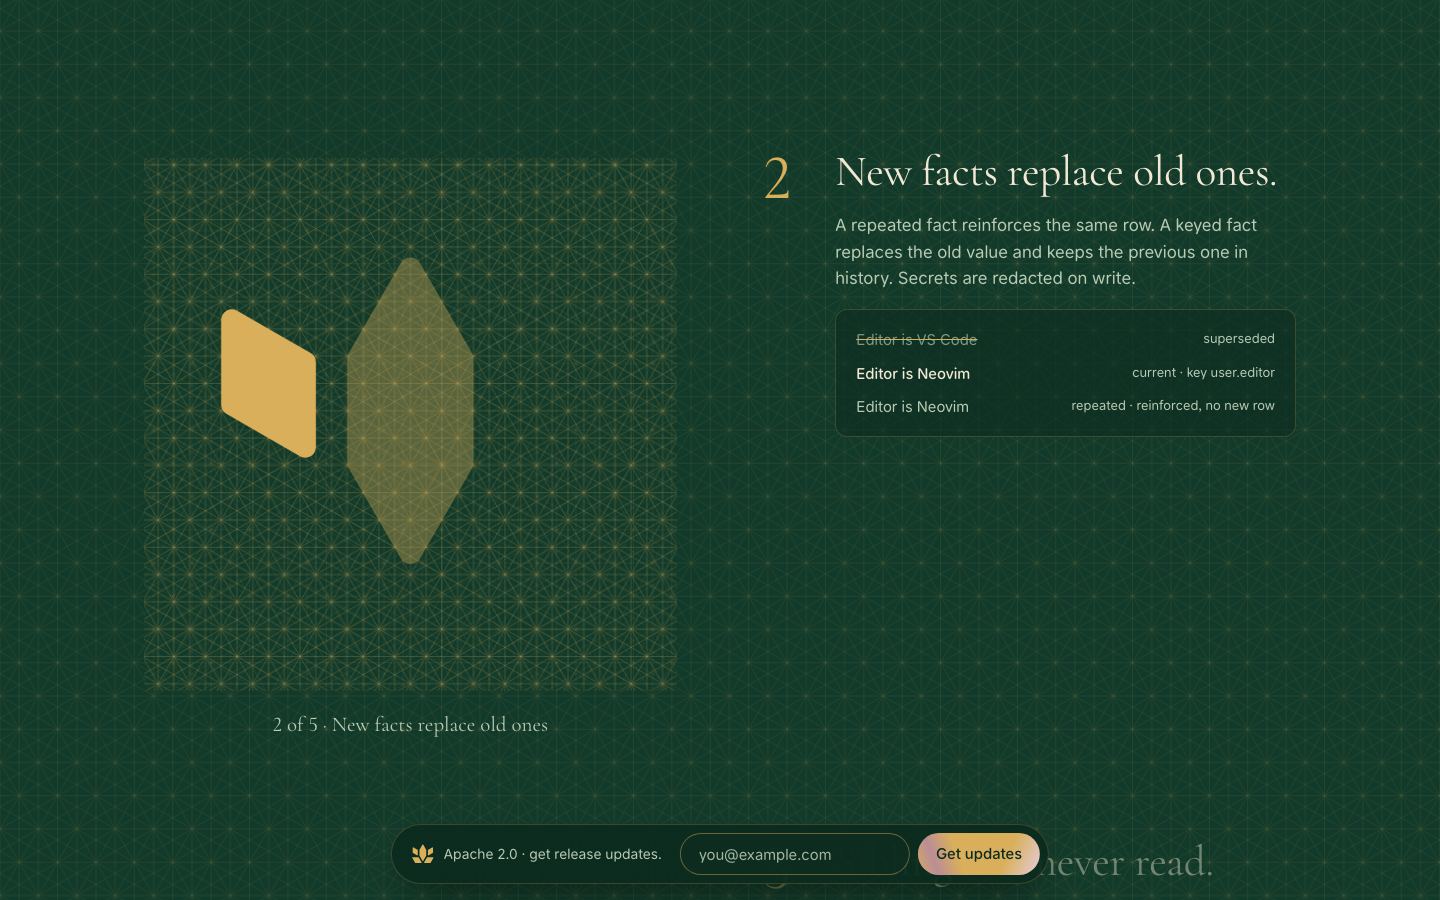 2
New facts replace old ones.
A repeated fact reinforces the same row. A keyed fact
replaces the old value and keeps the previous one in
history. Secrets are redacted on write.
Editor is VS Code superseded
Editor is Neovim current · key user.editor
Editor is Neovim repeated · reinforced, no new row
2 of 5 · New facts replace old ones
Apache 2.0 · get release updates. you@example.com Get updates
never read.